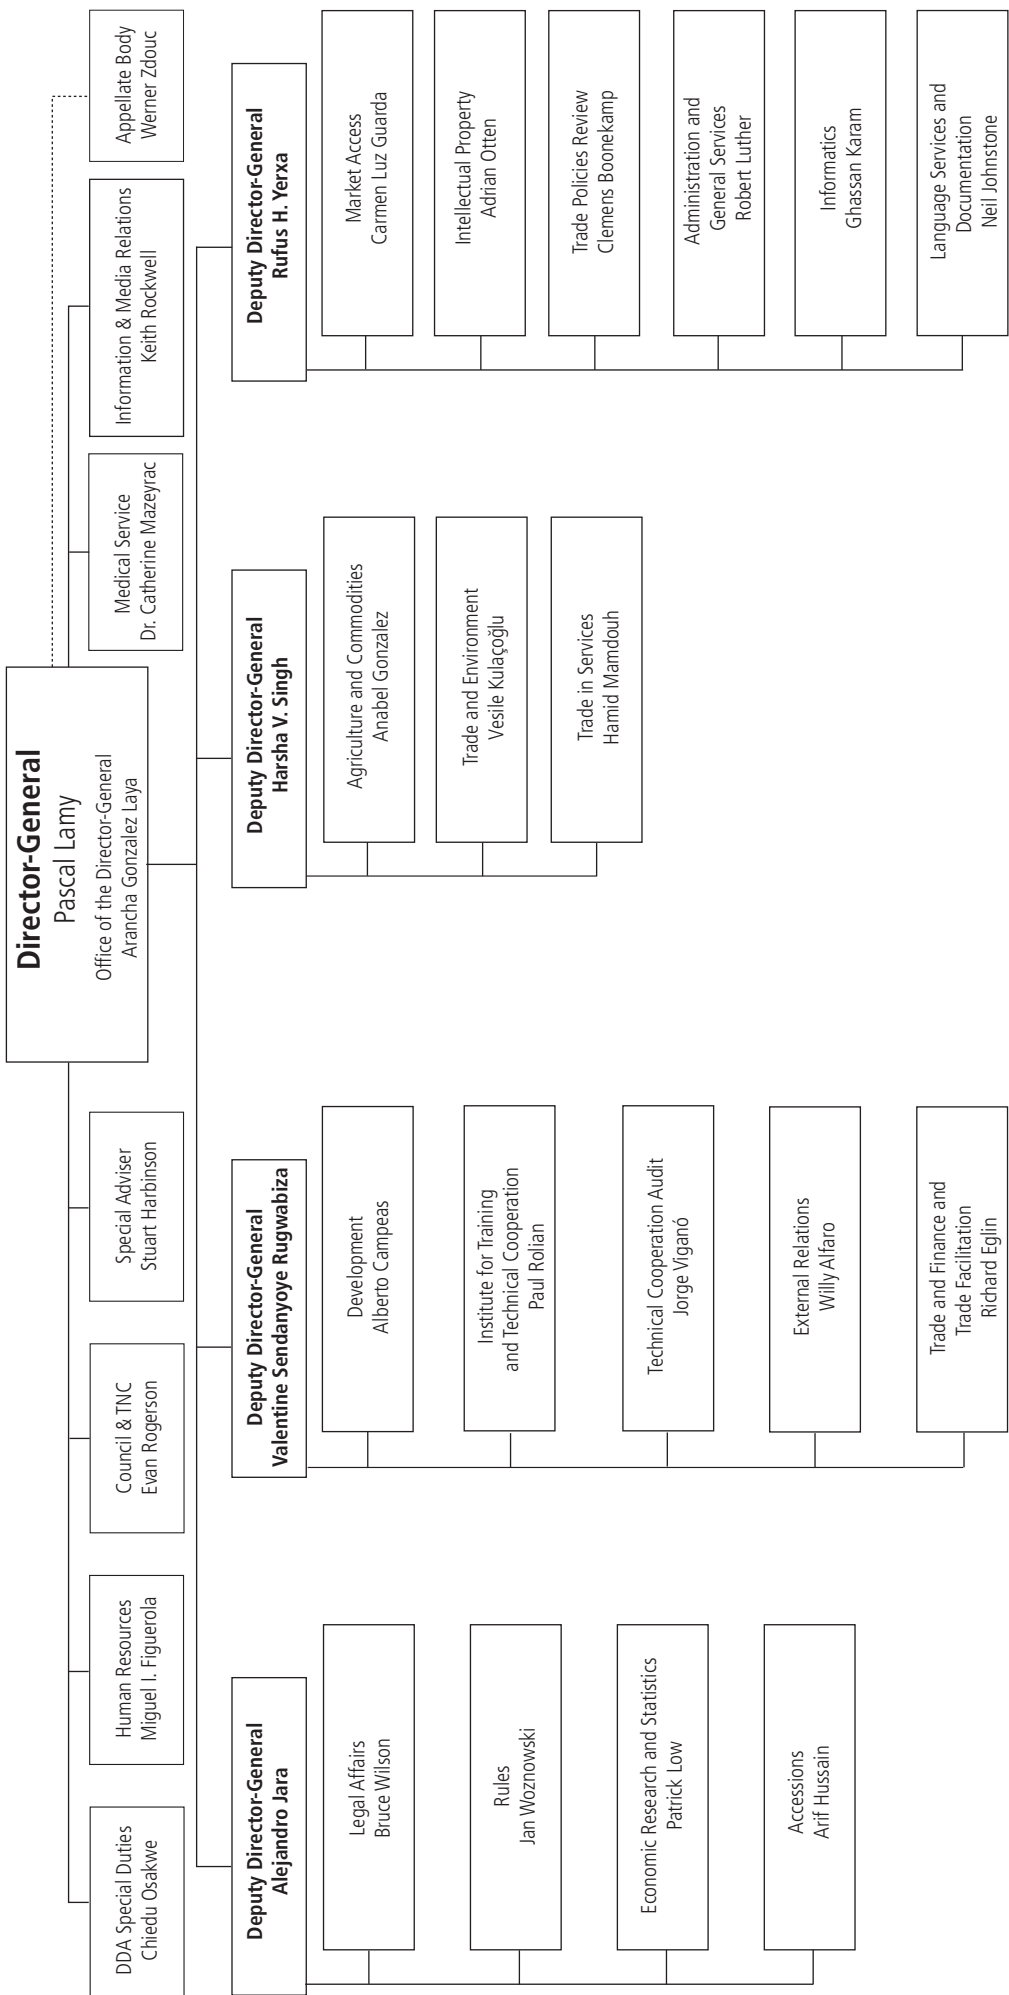 Director-General
Pascal Lamy
Office of the Director-General
Arancha Gonzalez Laya
DDA Special Duties
Chiedu Osakwe
Human Resources
Miguel I. Figuerola
Council & TNC
Evan Rogerson
Special Adviser
Stuart Harbinson
Medical Service
Dr. Catherine Mazeyrac
Information & Media Relations
Keith Rockwell
Appellate Body
Werner Zdouc
Deputy Director-General
Alejandro Jara
Legal Affairs
Bruce Wilson
Rules
Jan Woznowski
Economic Research and Statistics
Patrick Low
Accessions
Arif Hussain
Deputy Director-General
Valentine Sendanyoye Rugwabiza
Development
Alberto Campeas
Institute for Training
and Technical Cooperation
Paul Rolian
Technical Cooperation Audit
Jorge Viganó
External Relations
Willy Alfaro
Trade and Finance and
Trade Facilitation
Richard Eglin
Deputy Director-General
Harsha V. Singh
Agriculture and Commodities
Anabel Gonzalez
Trade and Environment
Vesile Kulaçoğlu
Trade in Services
Hamid Mamdouh
Deputy Director-General
Rufus H. Yerxa
Market Access
Carmen Luz Guarda
Intellectual Property
Adrian Otten
Trade Policies Review
Clemens Boonekamp
Administration and
General Services
Robert Luther
Informatics
Ghassan Karam
Language Services and
Documentation
Neil Johnstone